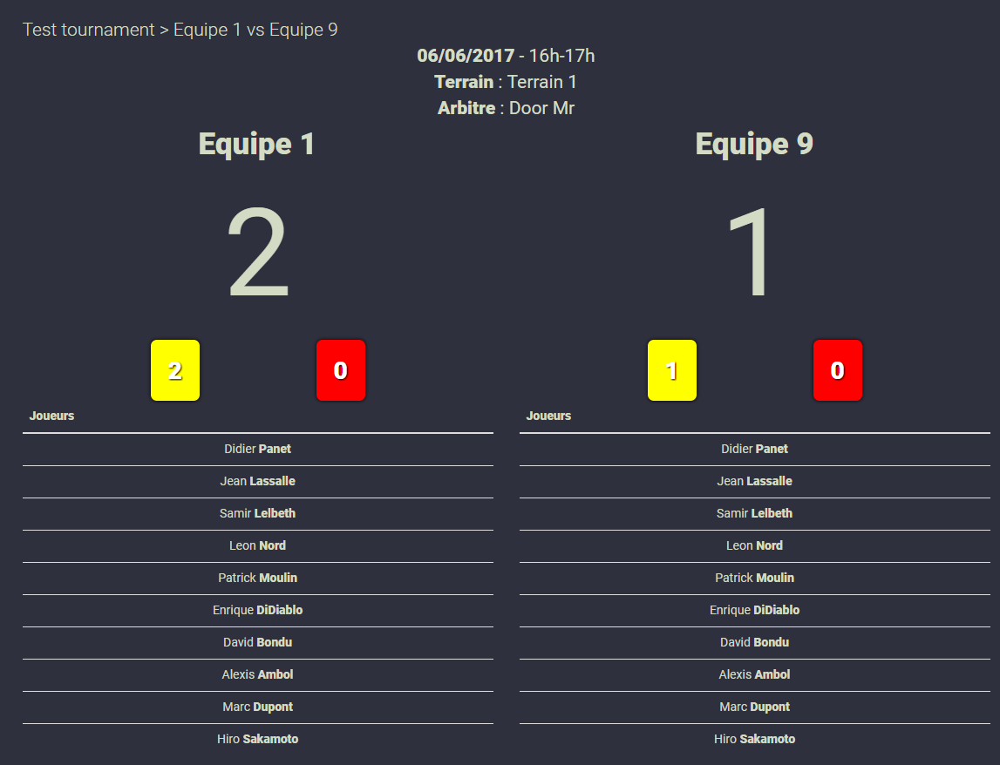 Test tournament > Equipe 1 vs Equipe 9
06/06/2017 - 16h-17h
Terrain : Terrain 1
Arbitre : Door Mr
Equipe 1
2
2
0
Joueurs
Didier Panet
Jean Lassalle
Samir Lelbeth
Leon Nord
Patrick Moulin
Enrique DiDiablo
David Bondu
Alexis Ambol
Marc Dupont
Hiro Sakamoto
Equipe 9
1
1
0
Joueurs
Didier Panet
Jean Lassalle
Samir Lelbeth
Leon Nord
Patrick Moulin
Enrique DiDiablo
David Bondu
Alexis Ambol
Marc Dupont
Hiro Sakamoto